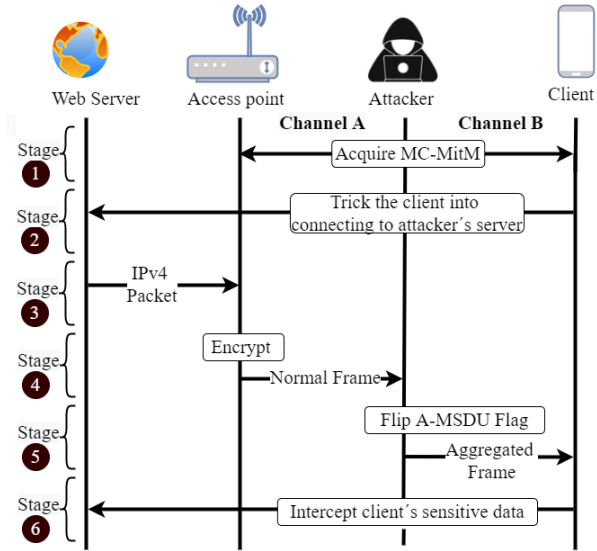 Web Server
Access point
Attacker
Client
Channel A
Channel B
Stage
1
Acquire MC-MitM
Stage
2
Trick the client into
connecting to attacker´s server
Stage
3
IPv4
Packet
Stage
4
Encrypt
Normal Frame
Stage
5
Flip A-MSDU Flag
Aggregated
Frame
Stage
6
Intercept client´s sensitive data